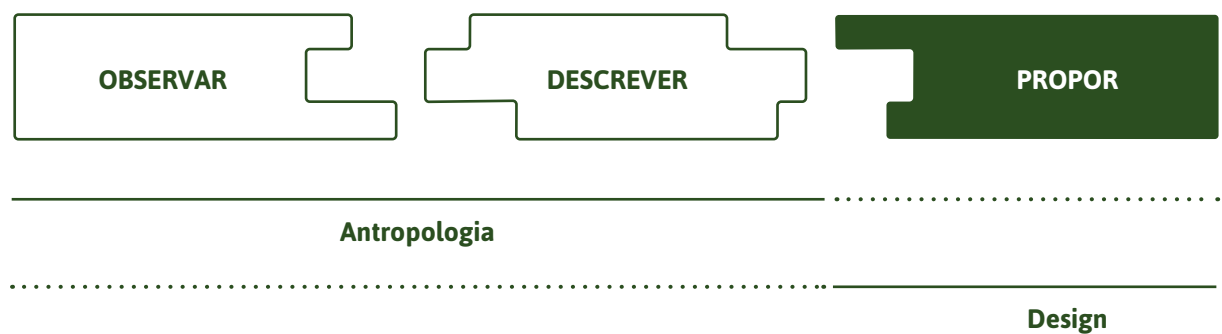 OBSERVAR
DESCREVER
PROPOR
Antropologia
Design